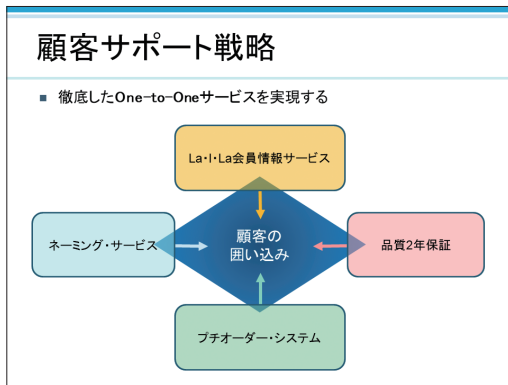 顧客サポート戦略
徹底したOne-to-Oneサービスを実現する
La・I・La会員情報サービス
ネーミング・サービス
顧客の
囲い込み
品質2年保証
プチオーダー・システム